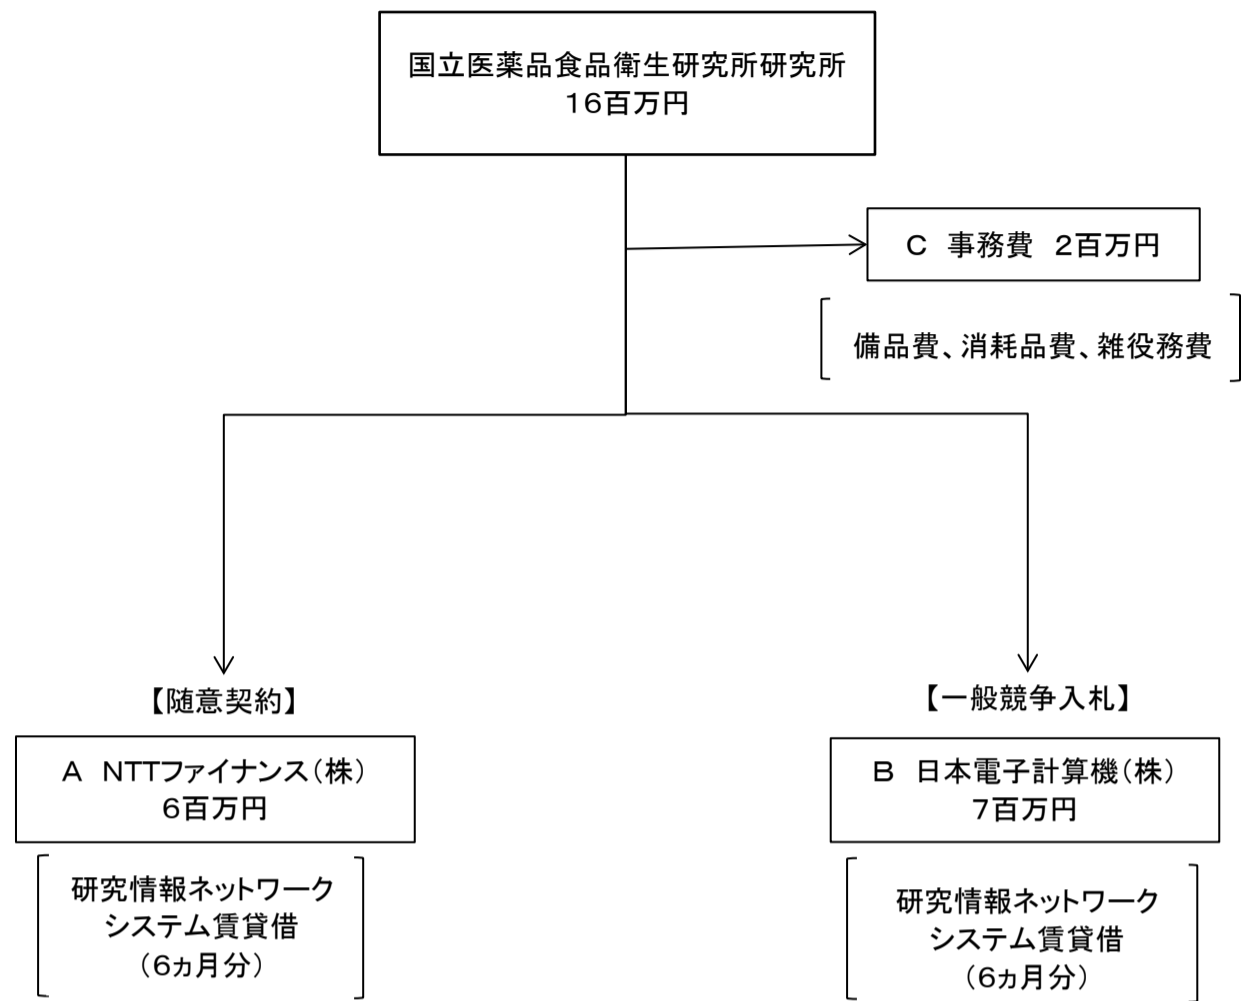 国立医薬品食品衛生研究所研究所
16百万円
C 事務費 2百万円
備品費、消耗品費、雑役務費
【随意契約】
A NTTファイナンス(株)
6百万円
研究情報ネットワーク
システム賃貸借
(6ヵ月分)
【一般競争入札】
B 日本電子計算機(株)
7百万円
研究情報ネットワーク
システム賃貸借
(6ヵ月分)